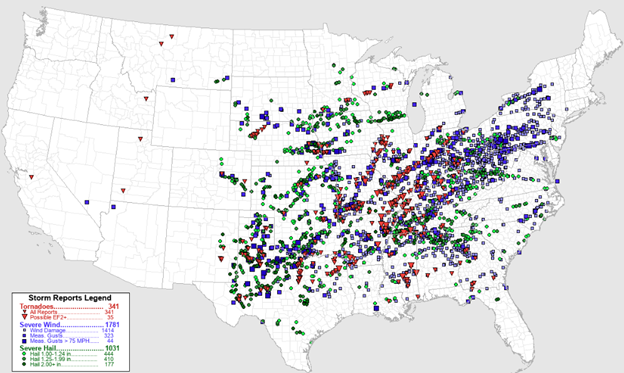 Storm Reports Legend
Tornadoes........................ 341
All Reports........................ 341
Possible EF2+.................. 35
Severe Wind.................... 1781
Wind Damage.................. 1414
Meas. Gusts.................... 323
Meas. Gusts > 75 MPH..... 44
Severe Hail...................... 1031
Hail 1.00-1.24 in............. 444
Hail 1.25-1.99 in............. 410
Hail 2.00+ in................... 177